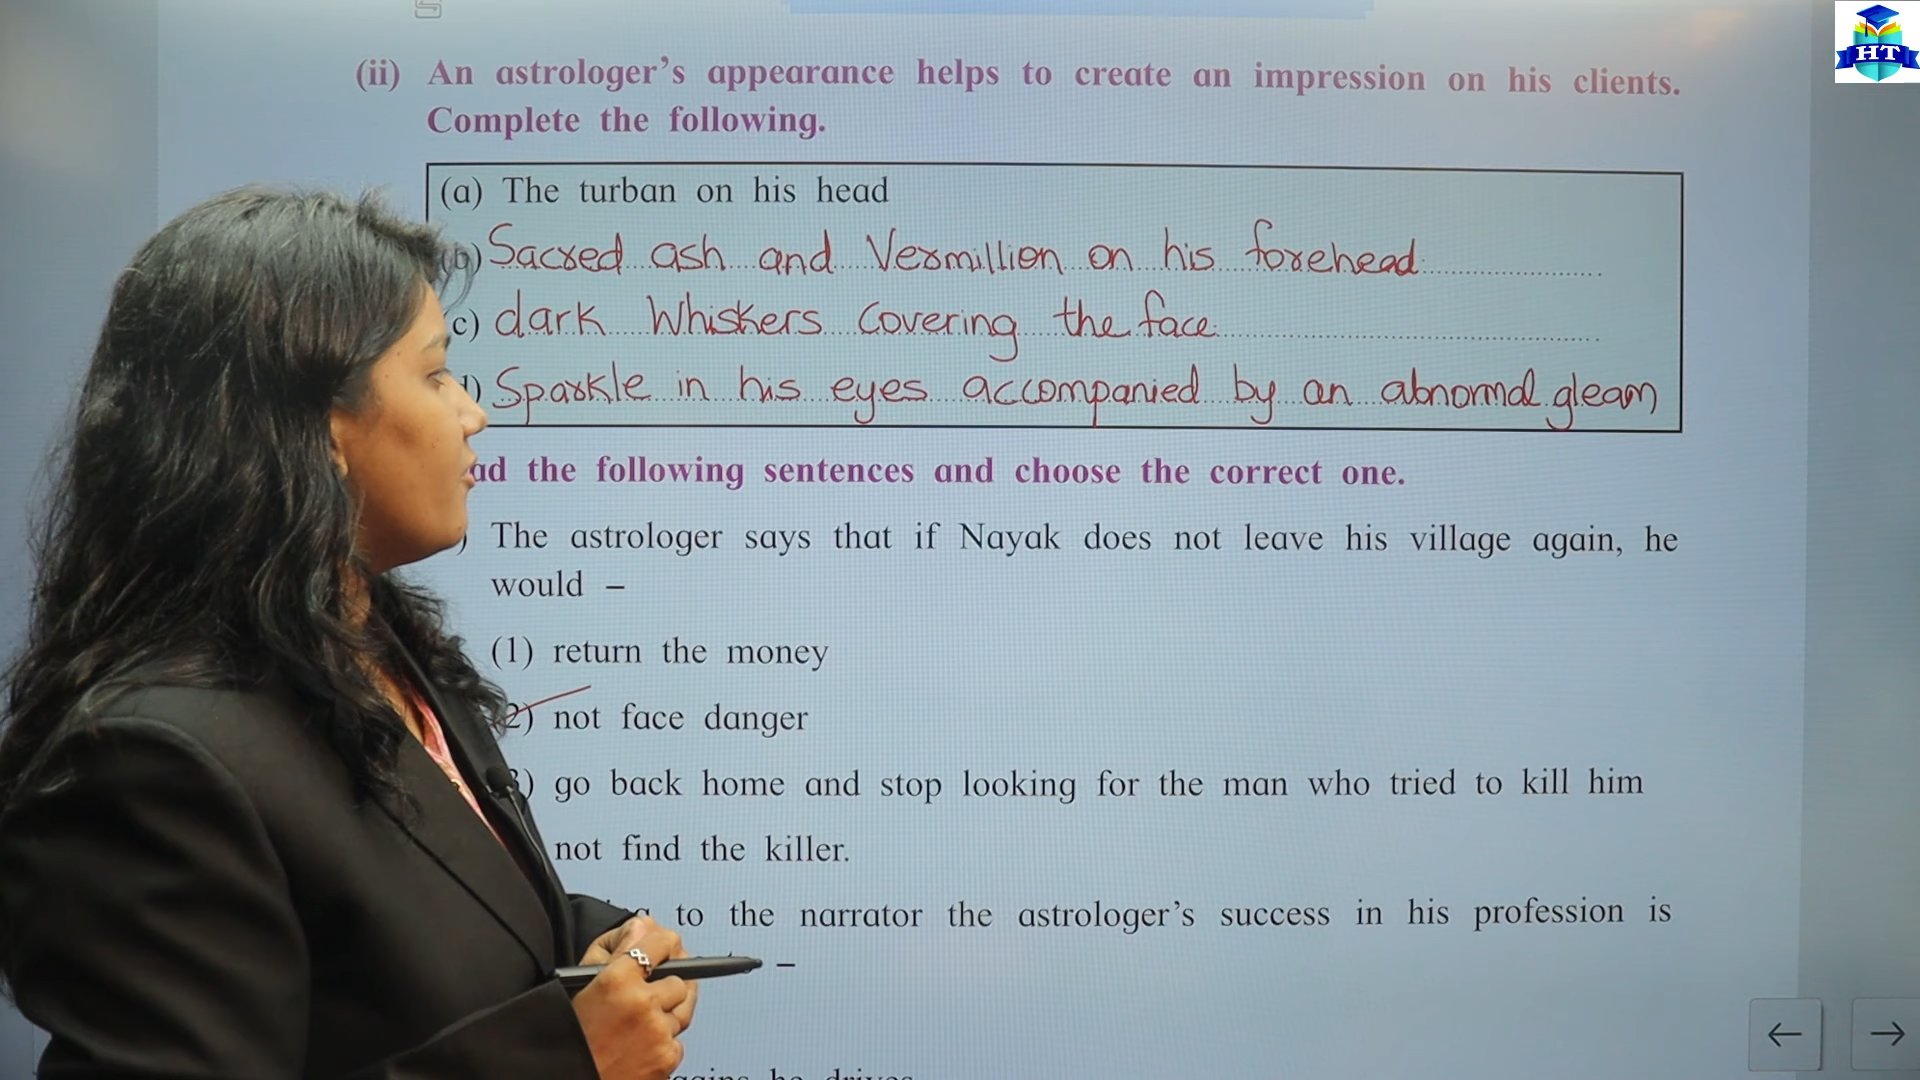 HT
(ii) An astrologer's appearance helps to create an impression on his clients.
Complete the following.
(a) The turban on his head
(b) Sacred ash and Vermillion on his forehead
c) dark Whiskers Covering the face.
) Sparkle in his eyes accompanied by an abnormal gleam
the following sentences and choose the correct one.
The astrologer says that if Nayak does not leave his village again, he
would –
(1) return the money
2) not face danger
3) go back home and stop looking for the man who tried to kill him
not find the killer.
to the narrator the astrologer's success in his profession is
–
he drives